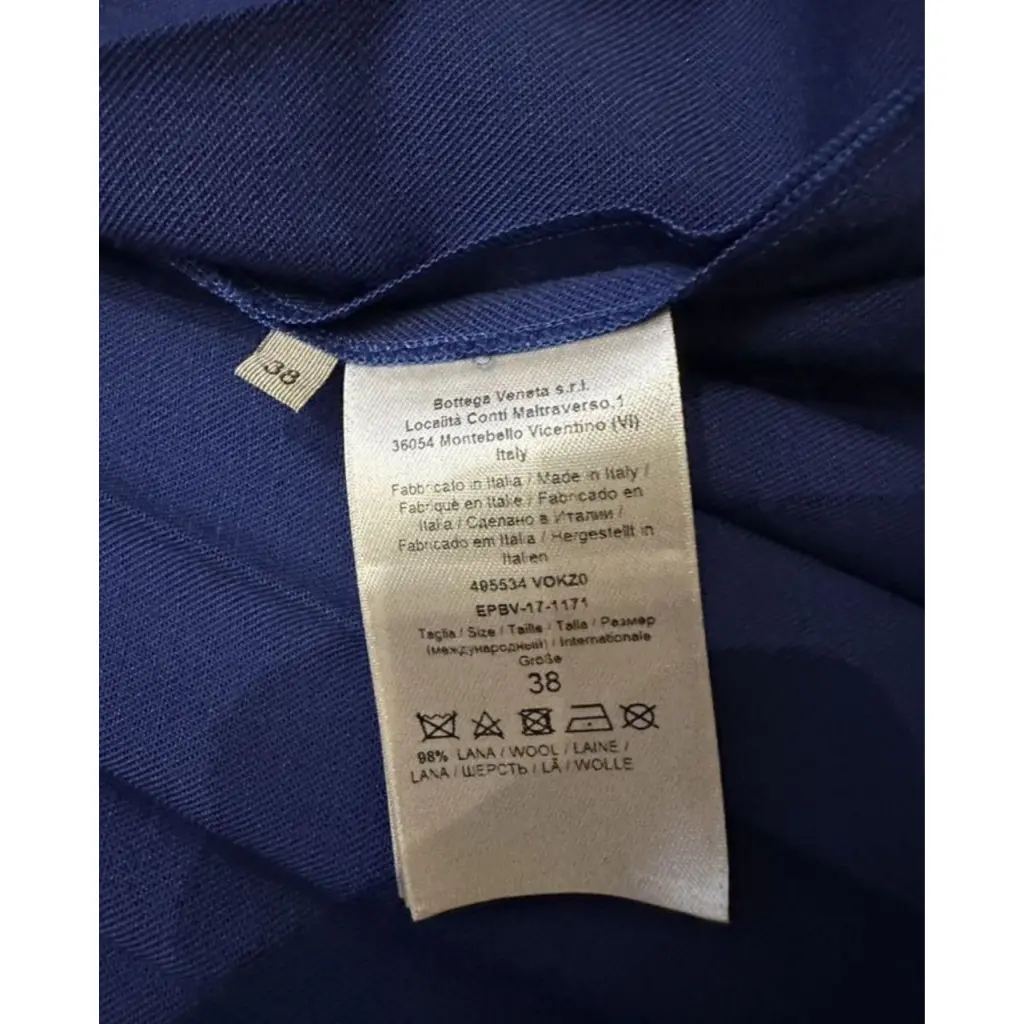 38
Bottega Veneta s.r.l.
Località Conti Maltraverso,1
36054 Montebello Vicentino (VI)
Italy
Fabbricato in Italia / Made in Italy /
Fabriqué en Italie / Fabricado en
Italia / Сделано в Италии /
Fabricado em Itália / Hergestellt in
Italien
495534 VOKZ0
EPBV-17-1171
Taglia / Size / Taille / Talla / Размер
(международный) / Internationale
Größe
38
98% LANA / WOOL / LAINE /
LANA / ШЕРСТЬ / LÃ / WOLLE